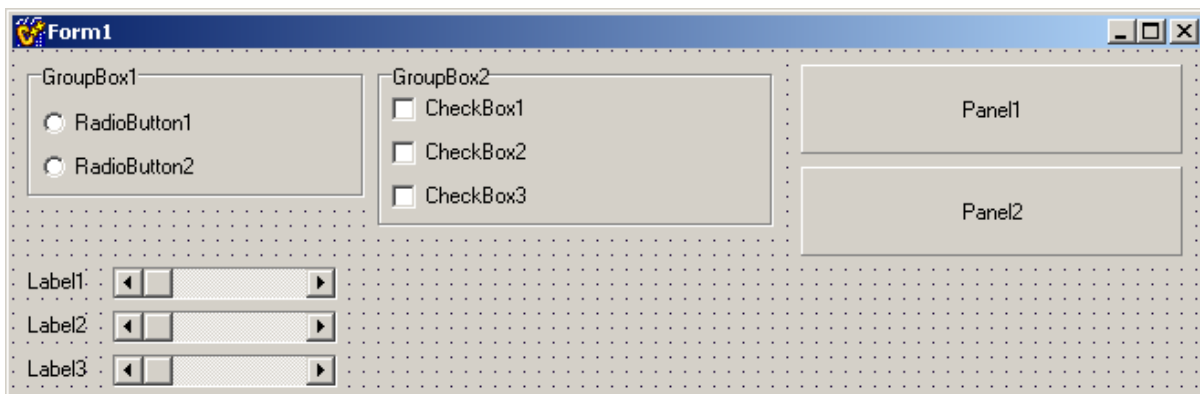 Form1
GroupBox1
RadioButton1
RadioButton2
GroupBox2
CheckBox1
CheckBox2
CheckBox3
Panel1
Panel2
Label1
Label2
Label3